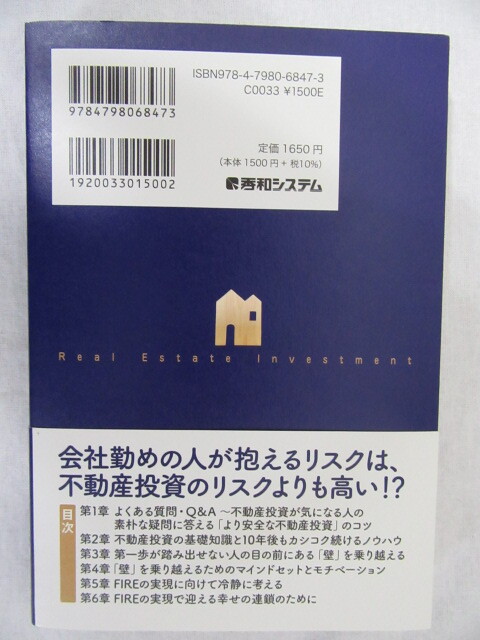 ISBN978-4-7980-6847-3
C0033 ¥1500E
9784798068473
定価 1650 円
(本体 1500 円 + 税10%)
1920033015002
秀和システム
Real Estate Investment
会社勤めの人が抱えるリスクは、
不動産投資のリスクよりも高い!?
目次
第1章 よくある質問・Q&A ～不動産投資が気になる人の
素朴な疑問に答える「より安全な不動産投資」のコツ
第2章 不動産投資の基礎知識と10年後もカシコク続けるノウハウ
第3章 第一歩が踏み出せない人の目の前にある「壁」を乗り越える
第4章 「壁」を乗り越えるためのマインドセットとモチベーション
第5章 FIREの実現に向けて冷静に考える
第6章 FIREの実現で迎える幸せの連鎖のために